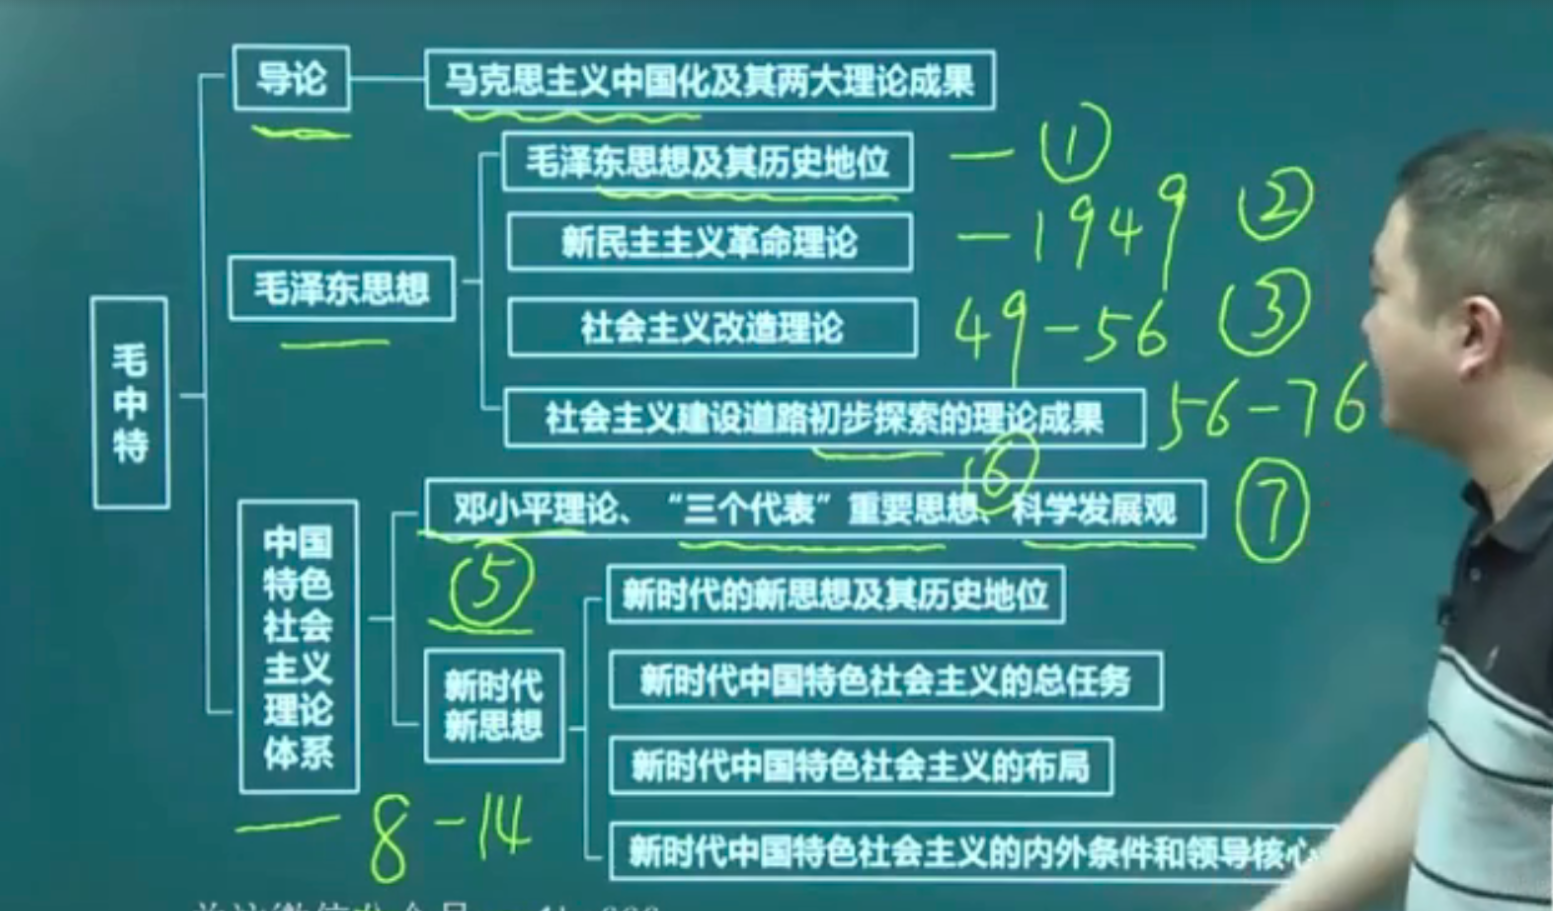 导论
马克思主义中国化及其两大理论成果
毛泽东思想及其历史地位
— ①
新民主主义革命理论
— 1949 ②
毛泽东思想
社会主义改造理论
49-56 ③
毛中特
社会主义建设道路初步探索的理论成果
56-76
⑥
邓小平理论、“三个代表”重要思想、科学发展观
⑦
中国
特色
社会
主义
理论
体系
⑤
新时代的新思想及其历史地位
新时代
新思想
新时代中国特色社会主义的总任务
新时代中国特色社会主义的布局
— 8-14
新时代中国特色社会主义的内外条件和领导核心